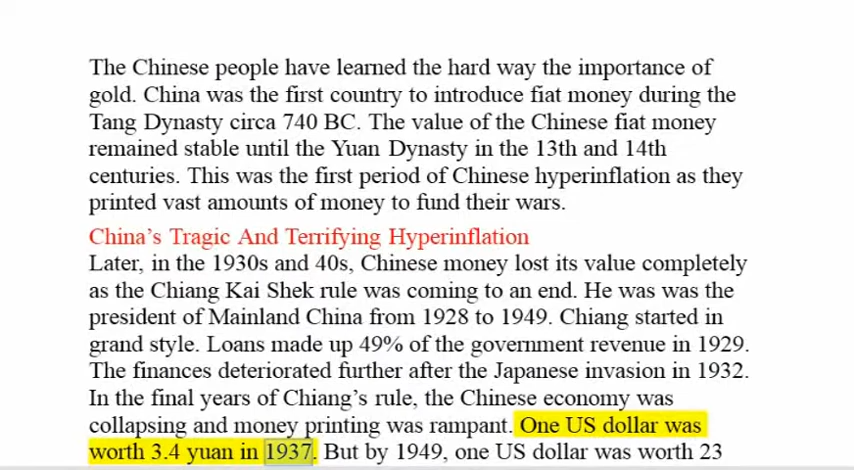 The Chinese people have learned the hard way the importance of
gold. China was the first country to introduce fiat money during the
Tang Dynasty circa 740 BC. The value of the Chinese fiat money
remained stable until the Yuan Dynasty in the 13th and 14th
centuries. This was the first period of Chinese hyperinflation as they
printed vast amounts of money to fund their wars.
China’s Tragic And Terrifying Hyperinflation
Later, in the 1930s and 40s, Chinese money lost its value completely
as the Chiang Kai Shek rule was coming to an end. He was was the
president of Mainland China from 1928 to 1949. Chiang started in
grand style. Loans made up 49% of the government revenue in 1929.
The finances deteriorated further after the Japanese invasion in 1932.
In the final years of Chiang’s rule, the Chinese economy was
collapsing and money printing was rampant. One US dollar was
worth 3.4 yuan in 1937. But by 1949, one US dollar was worth 23